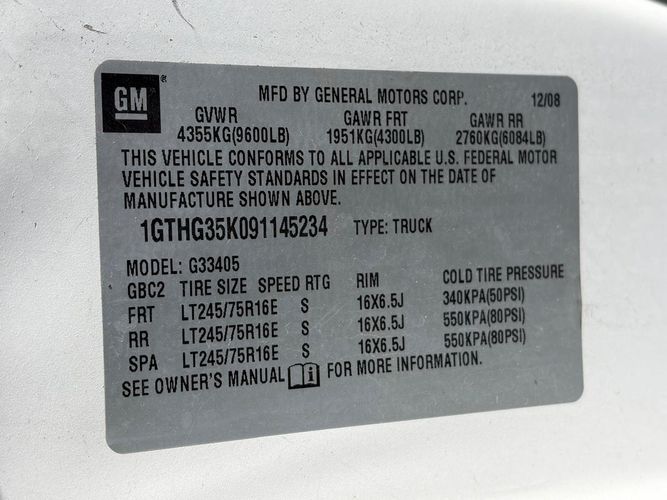 GM ® MFD BY GENERAL MOTORS CORP. 12/08
GVWR GAWR FRT GAWR RR
4355KG(9600LB) 1951KG(4300LB) 2760KG(6084LB)
THIS VEHICLE CONFORMS TO ALL APPLICABLE U.S. FEDERAL MOTOR
VEHICLE SAFETY STANDARDS IN EFFECT ON THE DATE OF
MANUFACTURE SHOWN ABOVE.
1GTHG35K091145234 TYPE: TRUCK
MODEL: G33405
GBC2 TIRE SIZE SPEED RTG RIM COLD TIRE PRESSURE
FRT LT245/75R16E S 16X6.5J 340KPA(50PSI)
RR LT245/75R16E S 16X6.5J 550KPA(80PSI)
SPA LT245/75R16E S 16X6.5J 550KPA(80PSI)
SEE OWNER'S MANUAL i FOR MORE INFORMATION.